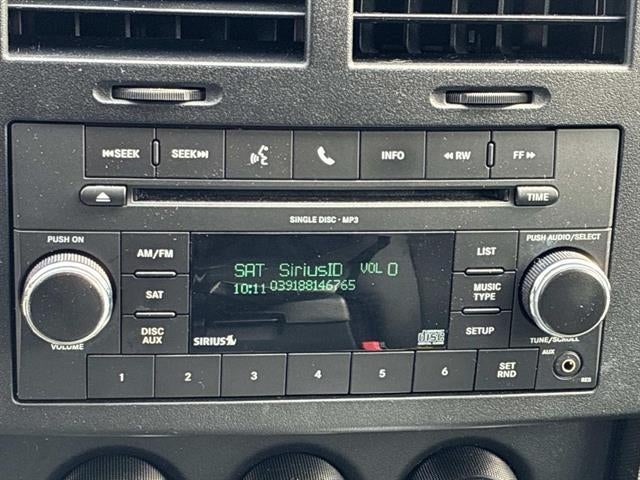 ⏮SEEK SEEK⏭ INFO ◀◀ RW FF ▶▶
TIME
SINGLE DISC • MP3
PUSH ON AM/FM LIST PUSH AUDIO/SELECT
SAT SiriusID VOL 0
10:11 039188146765
SAT MUSIC TYPE
DISC AUX SIRIUS DISC SETUP
VOLUME TUNE/SCROLL
1 2 3 4 5 6 SET RND AUX
RES